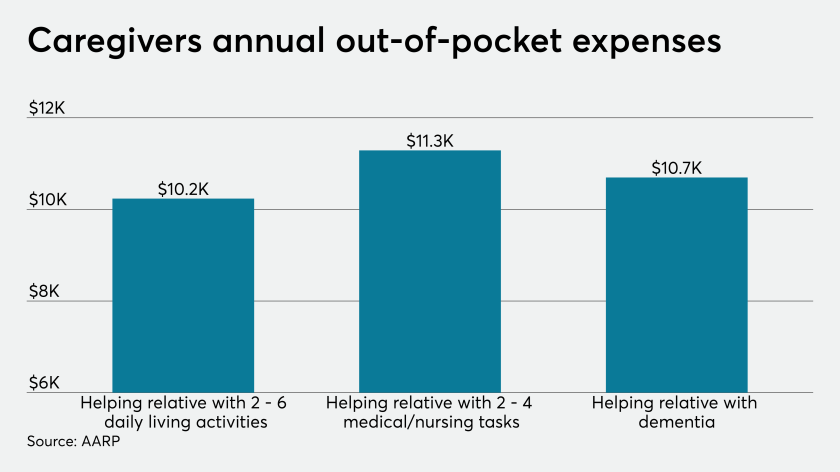 Caregivers annual out-of-pocket expenses
$12K
$11.3K
$10.7K
$10.2K
$10K
$8K
$6K
Helping relative with 2 - 6
daily living activities
Helping relative with 2 - 4
medical/nursing tasks
Helping relative with
dementia
Source: AARP